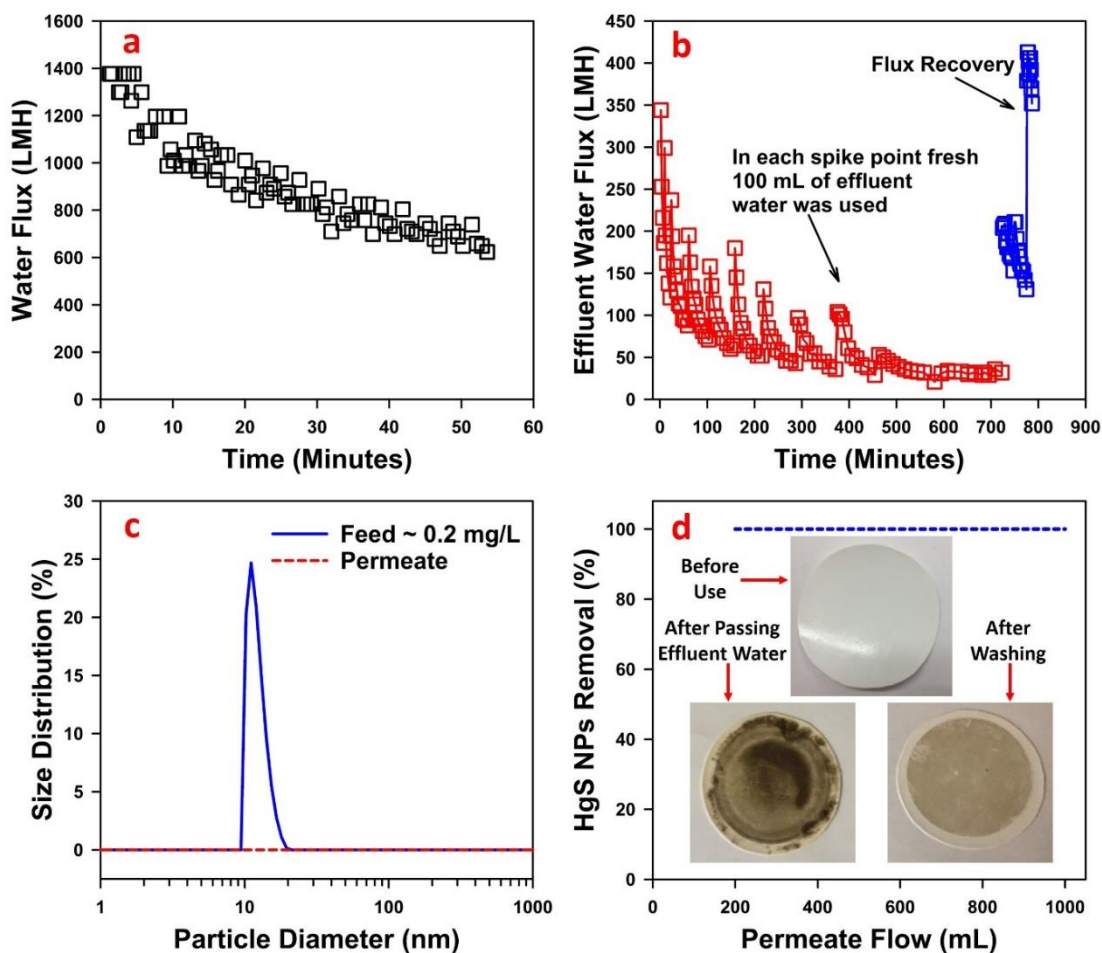 a
Water Flux (LMH)
1600
1400
1200
1000
800
600
400
200
0
0 10 20 30 40 50 60
Time (Minutes)
b
Effluent Water Flux (LMH)
450
400
350
300
250
200
150
100
50
0
Flux Recovery
In each spike point fresh
100 mL of effluent
water was used
0 100 200 300 400 500 600 700 800 900
Time (Minutes)
c
Size Distribution (%)
30
25
20
15
10
5
0
Feed ~ 0.2 mg/L
Permeate
1 10 100 1000
Particle Diameter (nm)
d
HgS NPs Removal (%)
100
80
60
40
20
0
Before
Use
After Passing
Effluent Water
After
Washing
0 200 400 600 800 1000
Permeate Flow (mL)